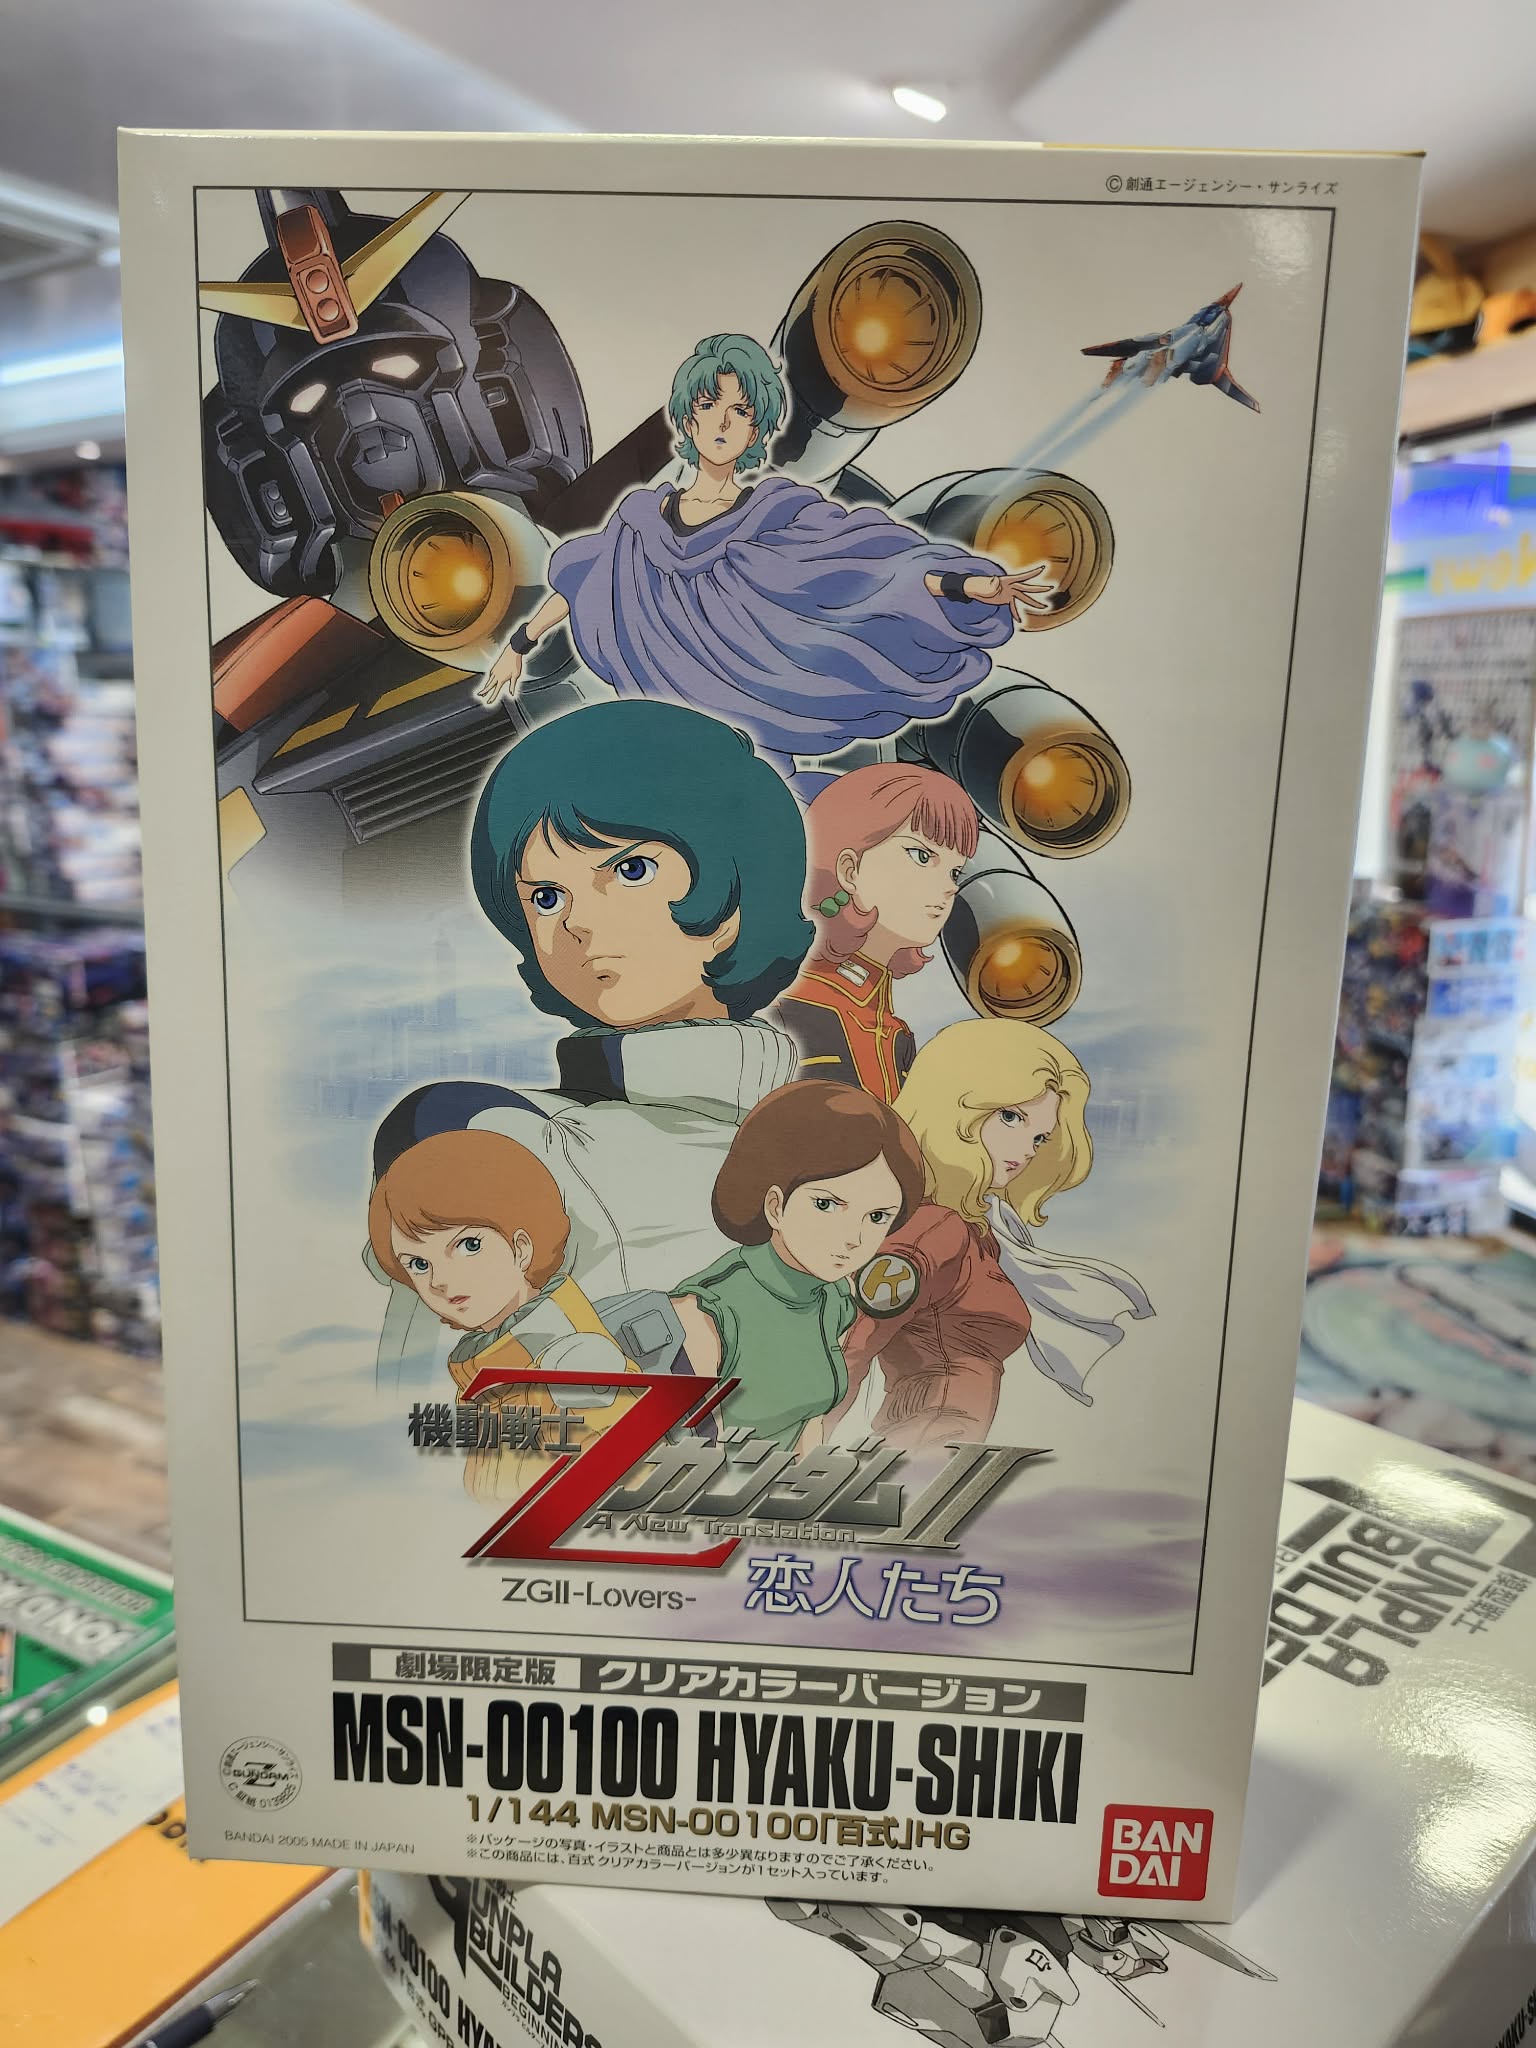 ©創通エージェンシー・サンライズ
機動戦士
Zガンダム II
A New Translation
恋人たち
ZGII-Lovers-
劇場限定版 クリアカラーバージョン
MSN-00100 HYAKU-SHIKI
1/144 MSN-00100「百式」HG
※パッケージの写真・イラストと商品とは多少異なりますのでご了承ください。
※この商品には、百式 クリアカラーバージョンが1セット入っています。
BANDAI 2005 MADE IN JAPAN
Z
GUNDAM
BAN
DAI
GUNPLA
BUILDERS
BEGINNING
K